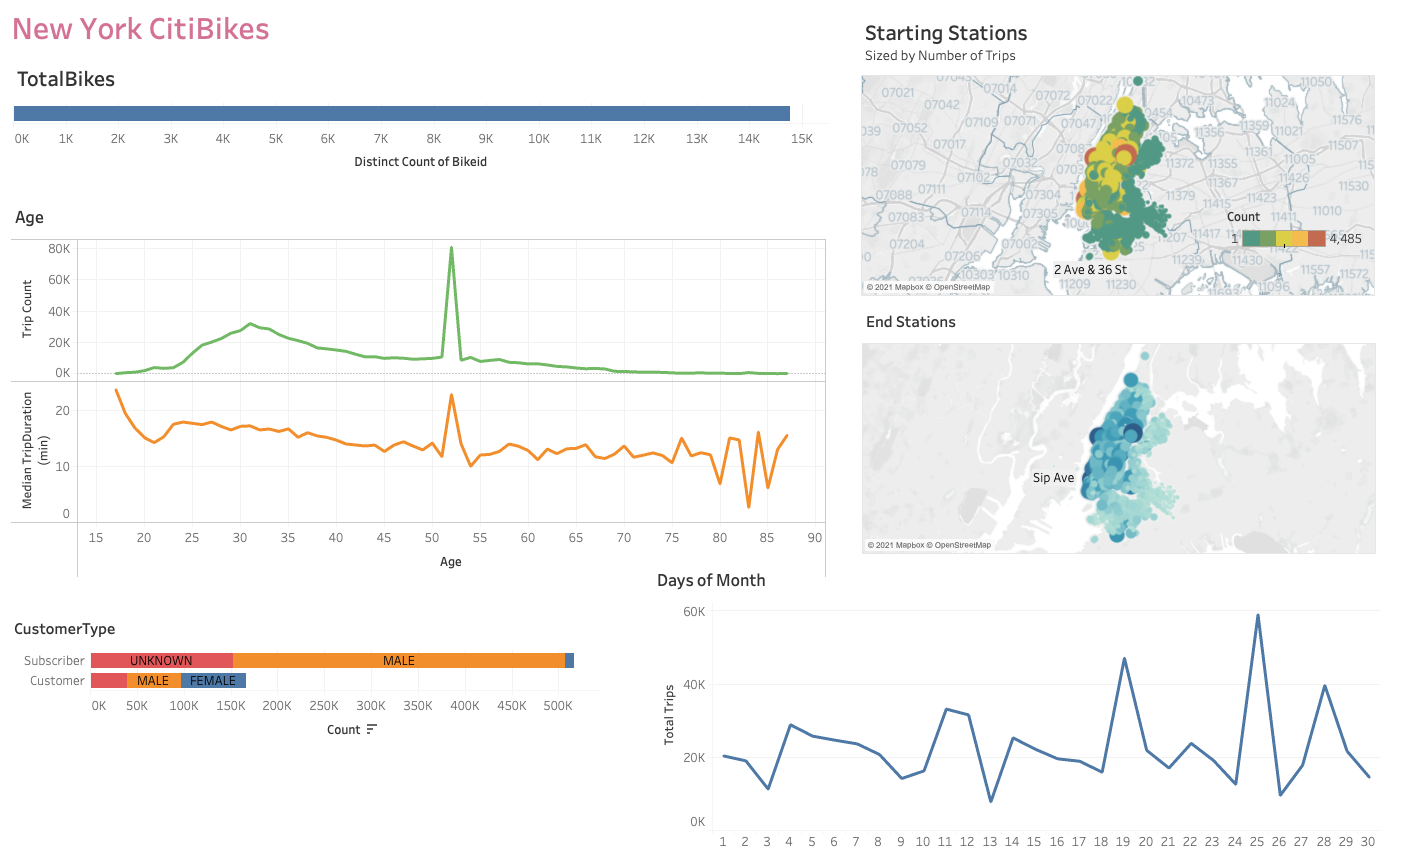 New York CitiBikes
TotalBikes
0K 1K 2K 3K 4K 5K 6K 7K 8K 9K 10K 11K 12K 13K 14K 15K
Distinct Count of Bikeid
Age
80K
60K
40K
20K
0K
Trip Count
20
10
0
Median TripDuration
(min)
15 20 25 30 35 40 45 50 55 60 65 70 75 80 85 90
Age
CustomerType
Subscriber UNKNOWN MALE
Customer MALE FEMALE
0K 50K 100K 150K 200K 250K 300K 350K 400K 450K 500K
Count
Starting Stations
Sized by Number of Trips
07014 11050
07021 07072 07022 10473 11024
07042
07052 07047 11356 11359 11576
07017 11361 11021 11507
07079 07032 11372 11355 11005
07102 11426
07088 07111 07304 11367 11379 11530
07083 07114 07305 11415 11423
Count 11411 11010
07204 07002 11417
1 4,485
07206 11239 11430 11557 11572
10310 2 Ave & 36 St
11209 11230 11096
© 2021 Mapbox © OpenStreetMap
End Stations
Sip Ave
© 2021 Mapbox © OpenStreetMap
Days of Month
60K
40K
20K
0K
Total Trips
1 2 3 4 5 6 7 8 9 10 11 12 13 14 15 16 17 18 19 20 21 22 23 24 25 26 27 28 29 30